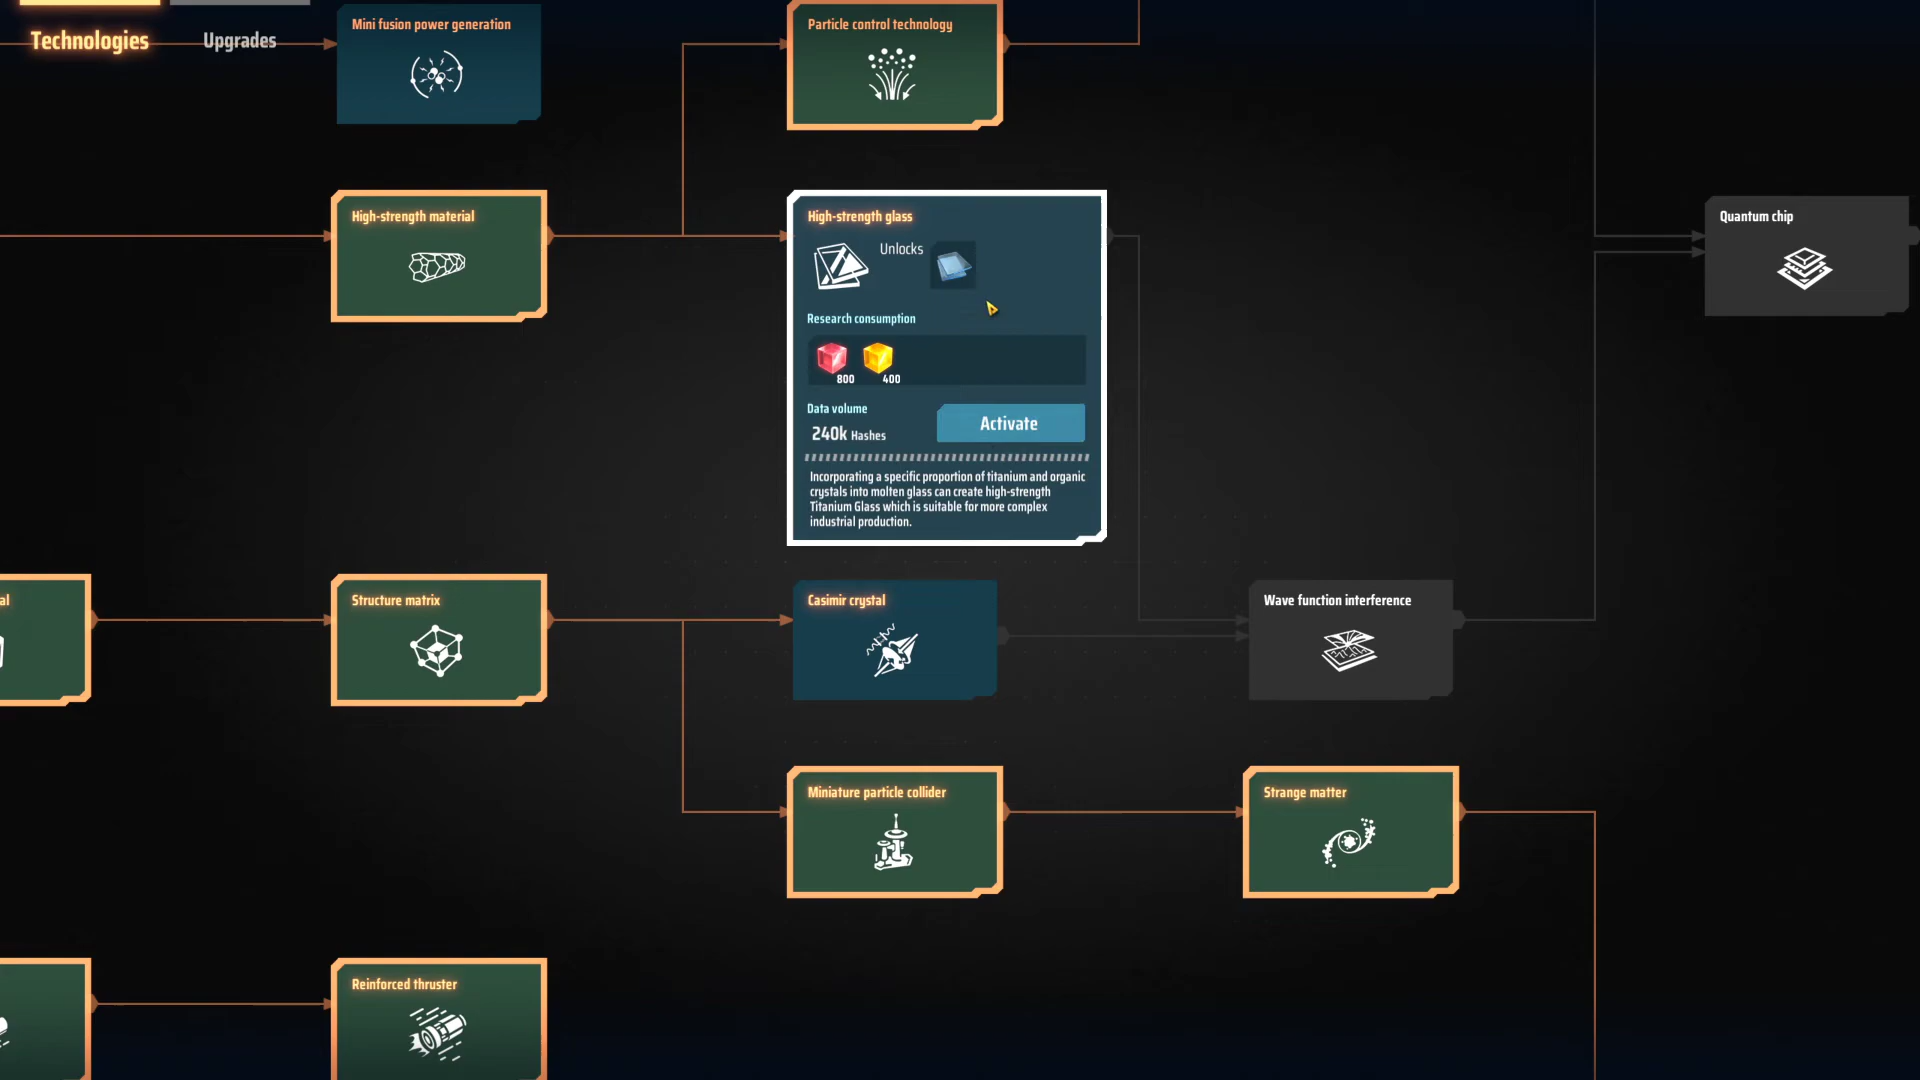 Technologies
Upgrades
Mini fusion power generation
Particle control technology
High-strength material
High-strength glass
Unlocks
Research consumption
800
400
Data volume
240k Hashes
Activate
Incorporating a specific proportion of titanium and organic
crystals into molten glass can create high-strength
Titanium Glass which is suitable for more complex
industrial production.
Quantum chip
al
Structure matrix
Casimir crystal
Wave function interference
Miniature particle collider
Strange matter
Reinforced thruster